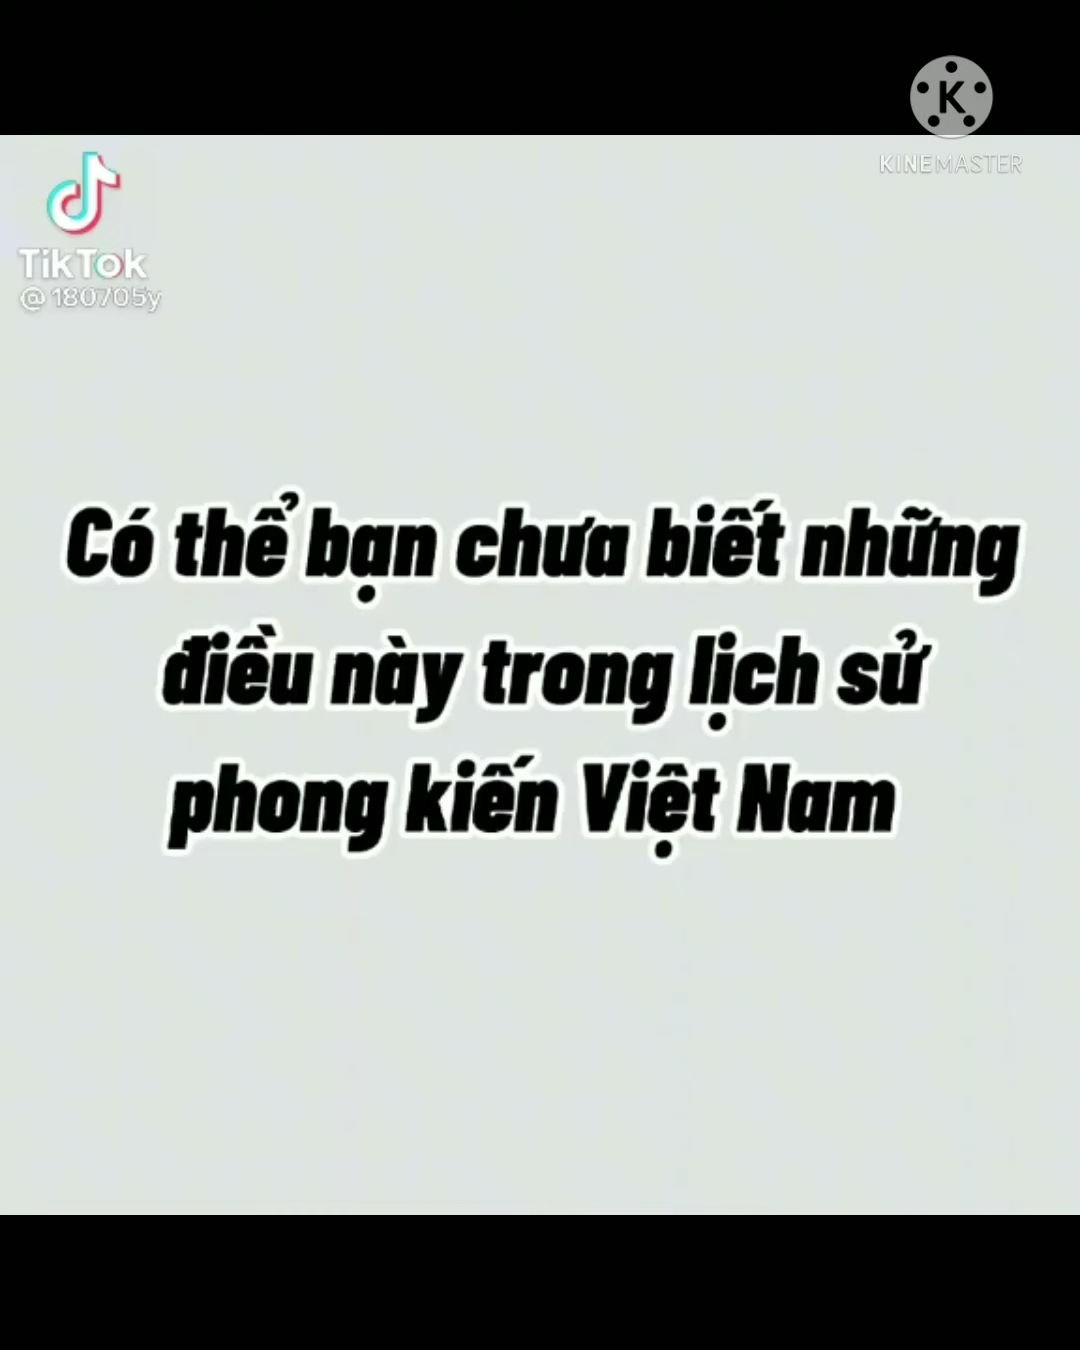 K
KINEMASTER
TikTok
@180705y
Có thể bạn chưa biết những
điều này trong lịch sử
phong kiến Việt Nam